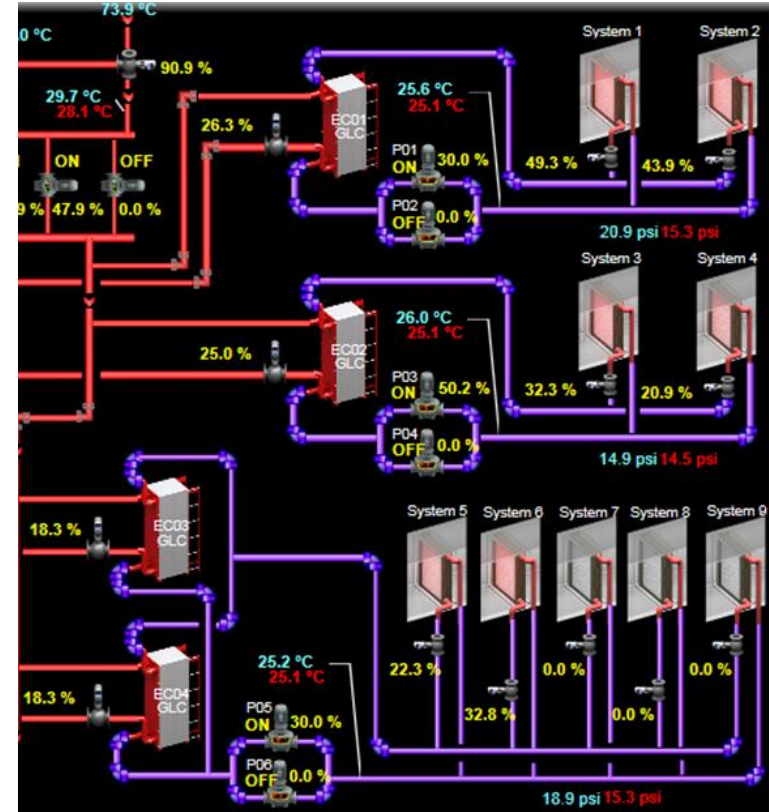 73.9 °C
.0 °C
90.9 %
29.7 °C
28.1 °C
ON
OFF
9 %
47.9 %
0.0 %
26.3 %
EC01
GLC
25.6 °C
25.1 °C
P01
ON
30.0 %
P02
OFF
0.0 %
System 1
System 2
49.3 %
43.9 %
20.9 psi
15.3 psi
25.0 %
EC02
GLC
26.0 °C
25.1 °C
P03
ON
50.2 %
P04
OFF
0.0 %
System 3
System 4
32.3 %
20.9 %
14.9 psi
14.5 psi
18.3 %
EC03
GLC
18.3 %
EC04
GLC
25.2 °C
25.1 °C
P05
ON
30.0 %
P06
OFF
0.0 %
System 5
System 6
System 7
System 8
System 9
22.3 %
32.8 %
0.0 %
0.0 %
0.0 %
18.9 psi
15.3 psi